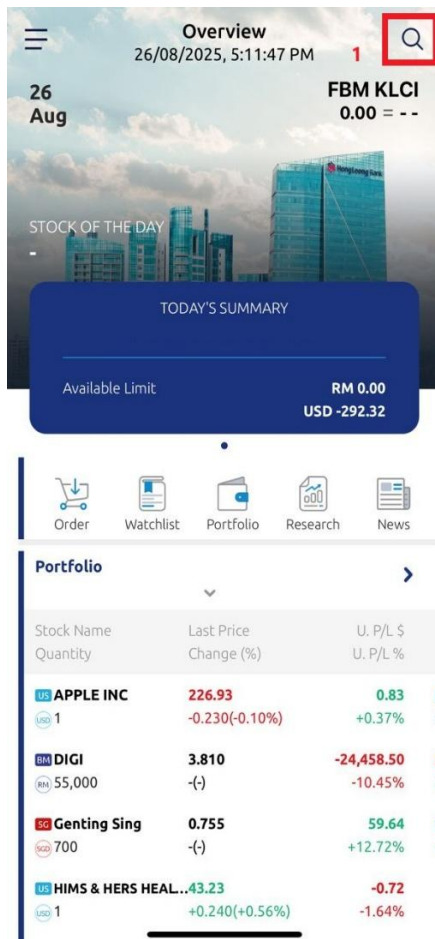 Overview
26/08/2025, 5:11:47 PM
1
26
Aug
FBM KLCI
0.00 = - -
HongLeong Bank
STOCK OF THE DAY
-
TODAY'S SUMMARY
Available Limit
RM 0.00
USD -292.32
Order Watchlist Portfolio Research News
Portfolio
Stock Name Last Price U. P/L $
Quantity Change (%) U. P/L %
US APPLE INC 226.93 0.83
USD 1 -0.230(-0.10%) +0.37%
BM DIGI 3.810 -24,458.50
RM 55,000 -(-) -10.45%
SG Genting Sing 0.755 59.64
SGD 700 -(-) +12.72%
US HIMS & HERS HEAL... 43.23 -0.72
USD 1 +0.240(+0.56%) -1.64%